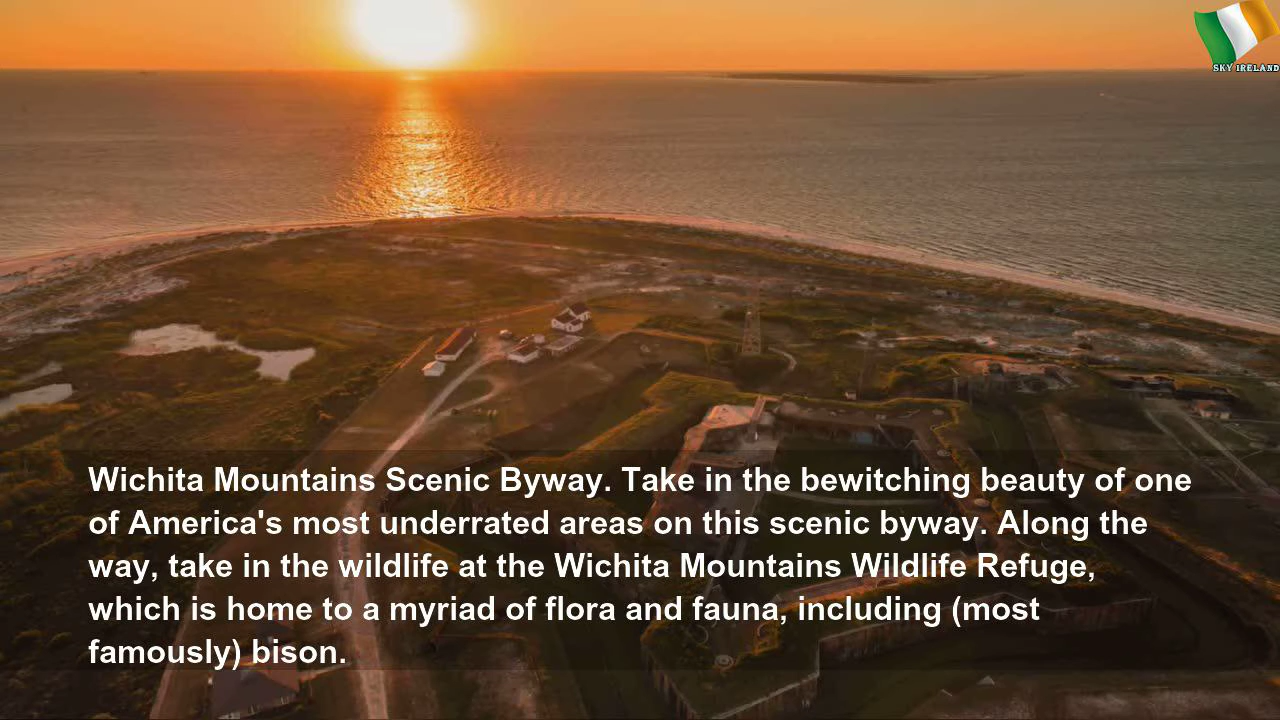 SKY IRELAND
Wichita Mountains Scenic Byway. Take in the bewitching beauty of one
of America's most underrated areas on this scenic byway. Along the
way, take in the wildlife at the Wichita Mountains Wildlife Refuge,
which is home to a myriad of flora and fauna, including (most
famously) bison.